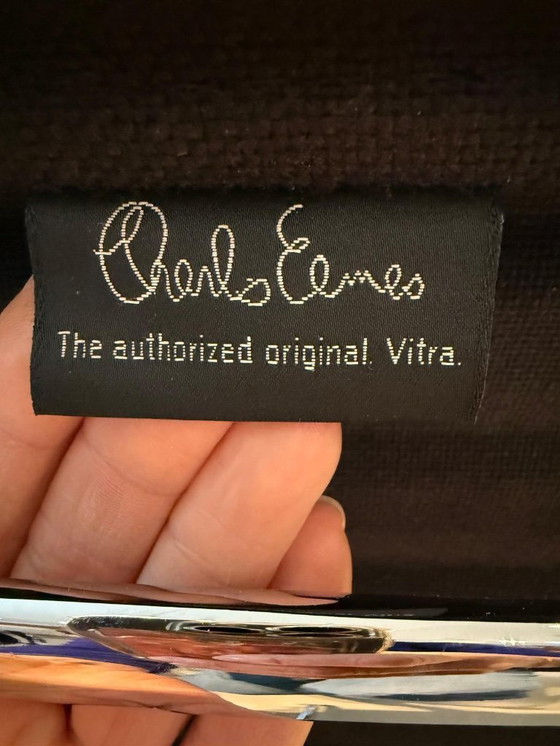 Charles Eames
The authorized original. Vitra.